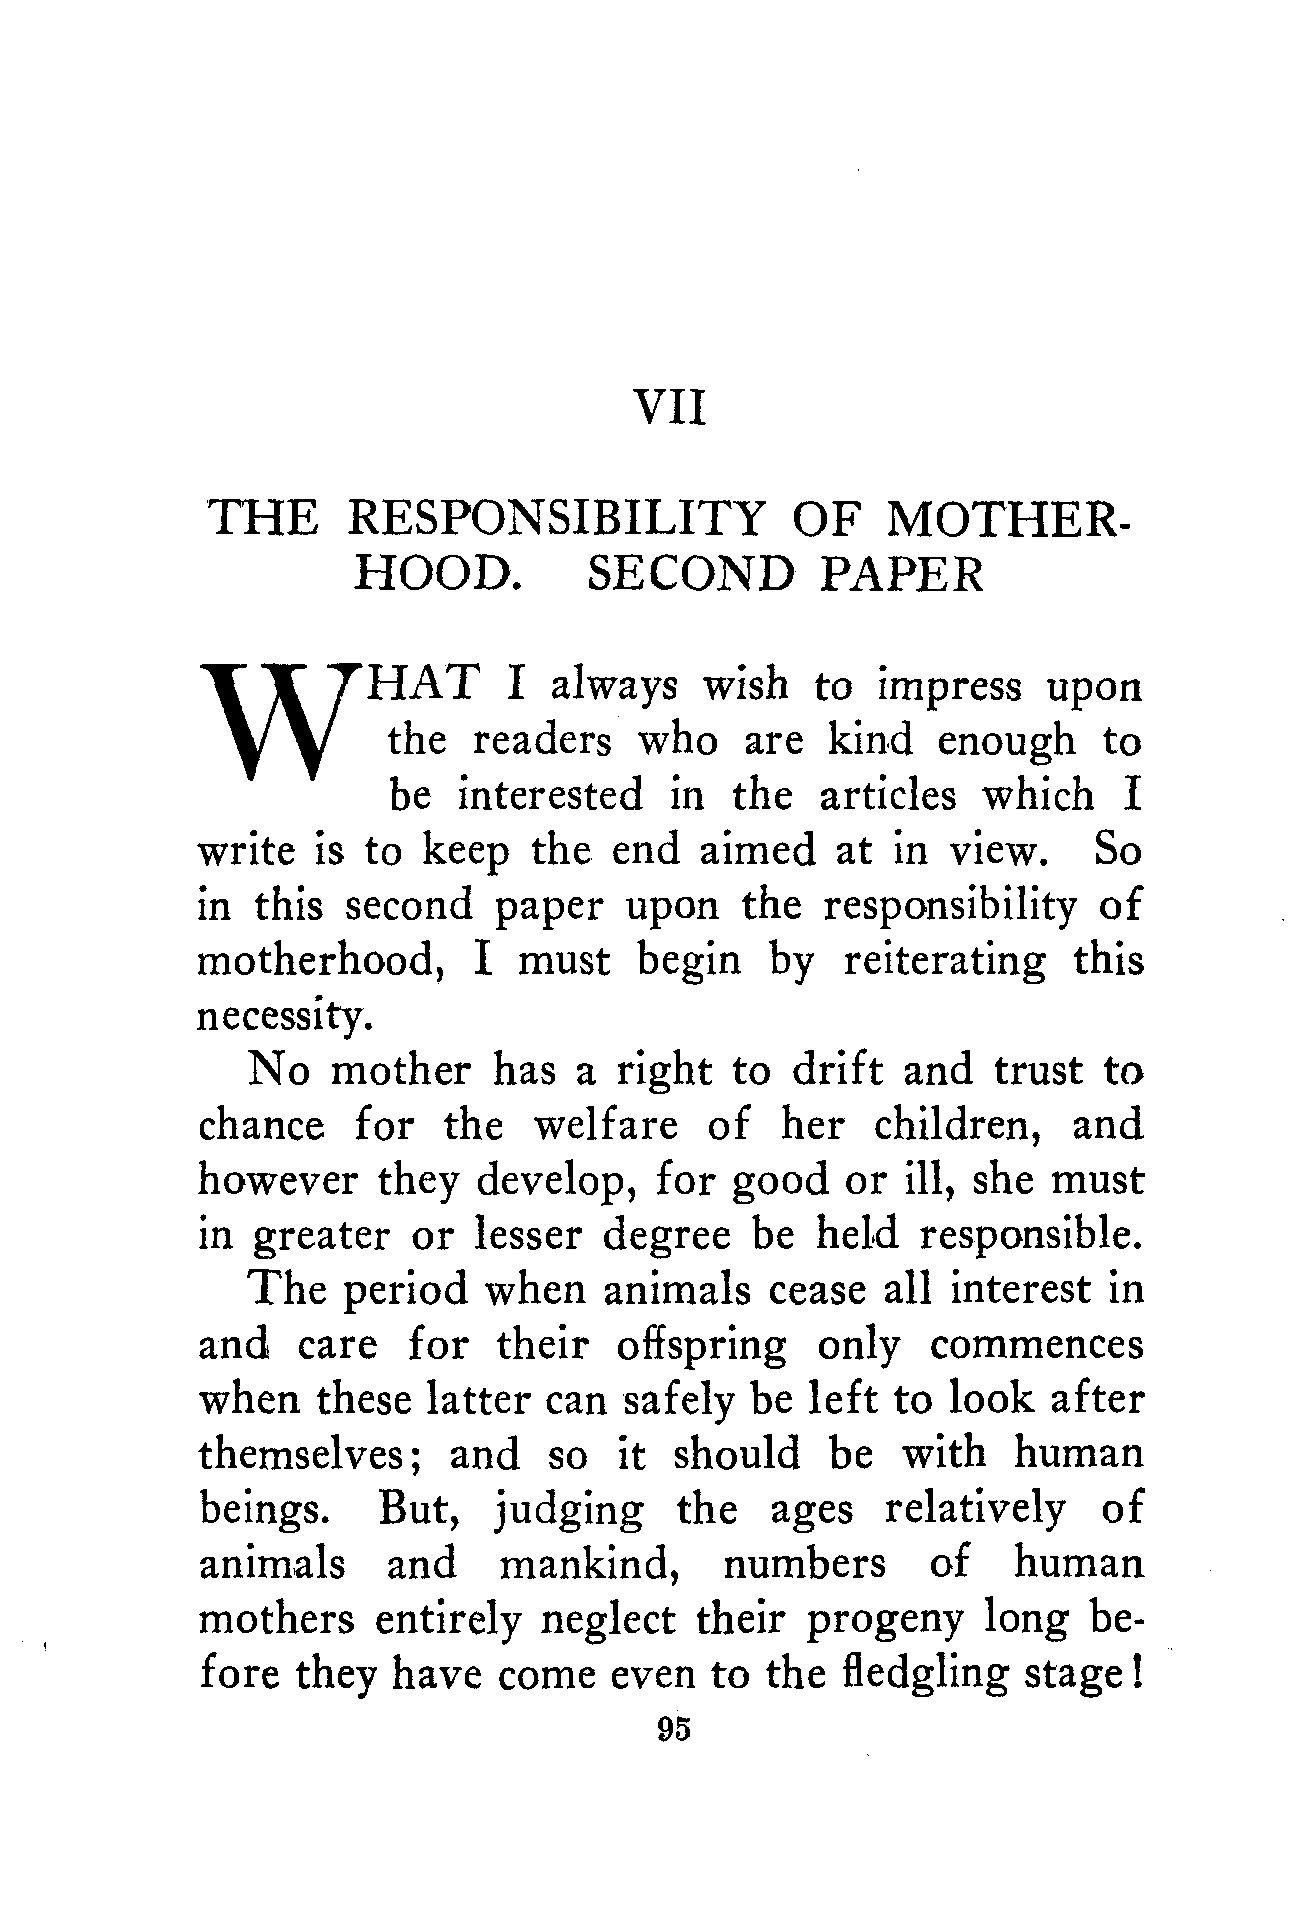 VII
THE RESPONSIBILITY OF MOTHER-
HOOD. SECOND PAPER
WHAT I always wish to impress upon
the readers who are kind enough to
be interested in the articles which I
write is to keep the end aimed at in view. So
in this second paper upon the responsibility of
motherhood, I must begin by reiterating this
necessity.
No mother has a right to drift and trust to
chance for the welfare of her children, and
however they develop, for good or ill, she must
in greater or lesser degree be held responsible.
The period when animals cease all interest in
and care for their offspring only commences
when these latter can safely be left to look after
themselves; and so it should be with human
beings. But, judging the ages relatively of
animals and mankind, numbers of human
mothers entirely neglect their progeny long be-
fore they have come even to the fledgling stage!
95